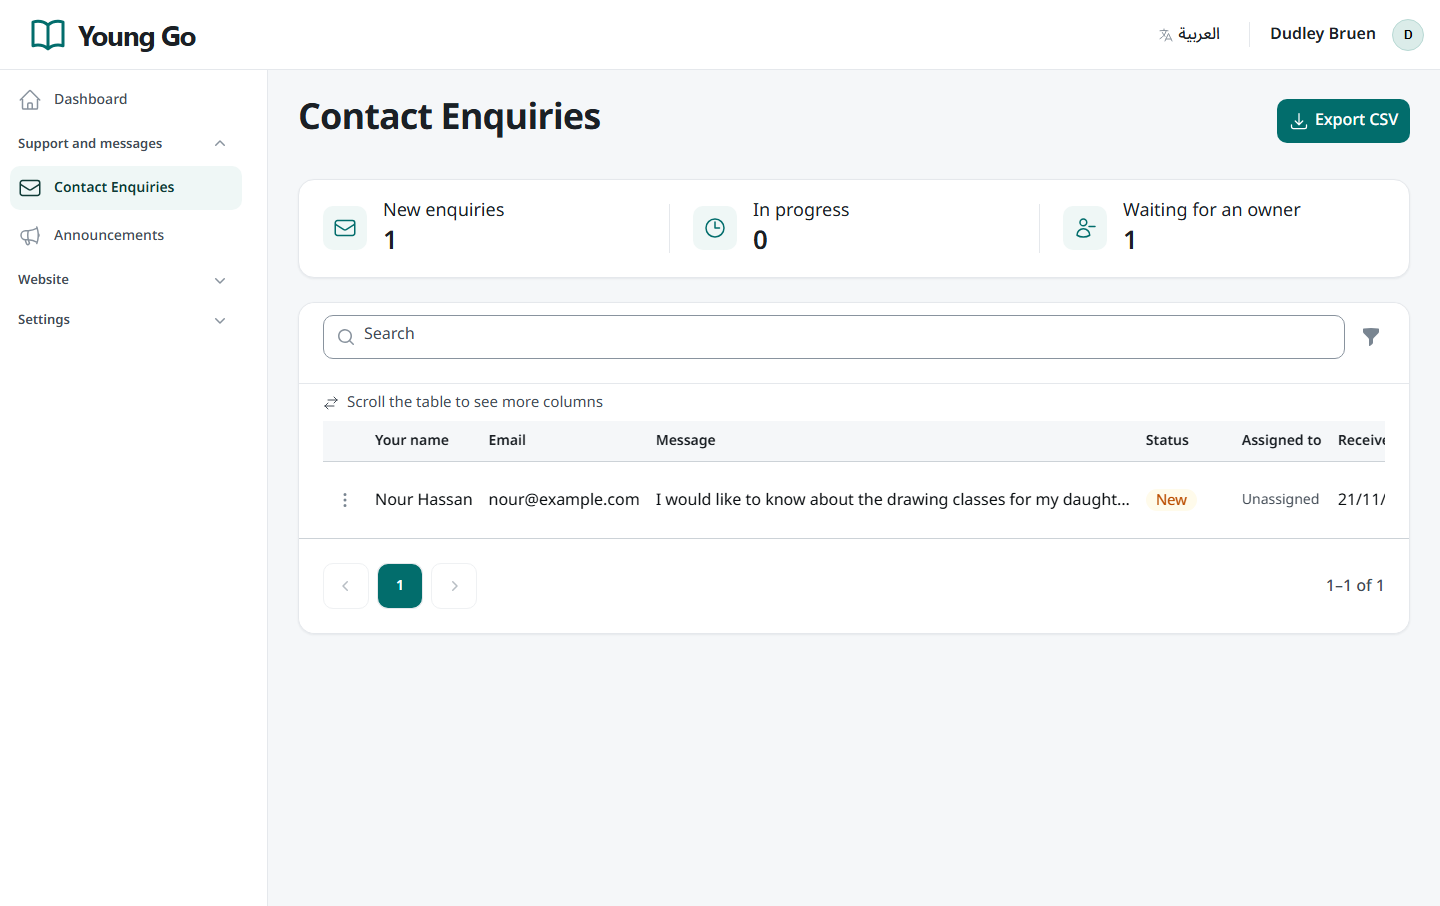 Young Go
العربية
Dudley Bruen
D
Dashboard
Support and messages
Contact Enquiries
Announcements
Website
Settings
Contact Enquiries
Export CSV
New enquiries
1
In progress
0
Waiting for an owner
1
Search
Scroll the table to see more columns
Your name Email Message Status Assigned to Receive
Nour Hassan nour@example.com I would like to know about the drawing classes for my daught... New Unassigned 21/11/
1
1–1 of 1